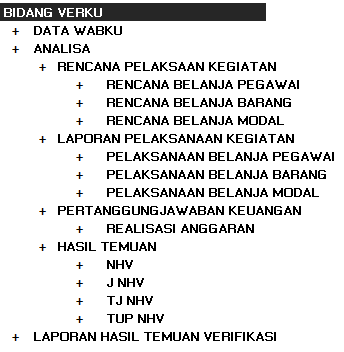 BIDANG VERKU
+ DATA WABKU
+ ANALISA
+ RENCANA PELAKSAAN KEGIATAN
+ RENCANA BELANJA PEGAWAI
+ RENCANA BELANJA BARANG
+ RENCANA BELANJA MODAL
+ LAPORAN PELAKSANAAN KEGIATAN
+ PELAKSANAAN BELANJA PEGAWAI
+ PELAKSANAAN BELANJA BARANG
+ PELAKSANAAN BELANJA MODAL
+ PERTANGGUNGJAWABAN KEUANGAN
+ REALISASI ANGGARAN
+ HASIL TEMUAN
+ NHV
+ J NHV
+ TJ NHV
+ TUP NHV
+ LAPORAN HASIL TEMUAN VERIFIKASI